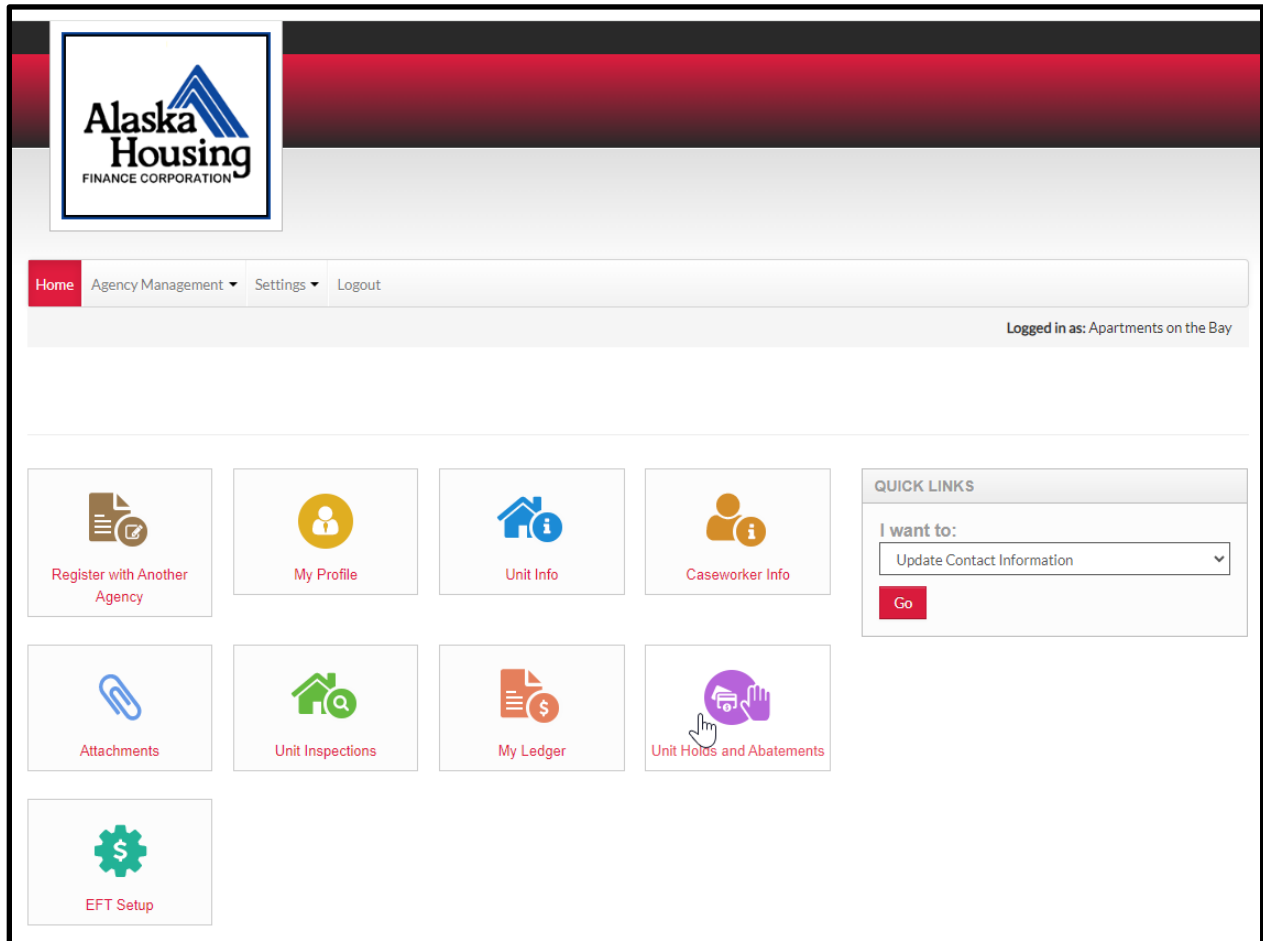 Alaska
Housing
FINANCE CORPORATION
Home Agency Management Settings Logout
Logged in as: Apartments on the Bay
Register with Another
Agency
My Profile
Unit Info
Caseworker Info
QUICK LINKS
I want to:
Update Contact Information
Go
Attachments
Unit Inspections
My Ledger
Unit Holds and Abatements
EFT Setup